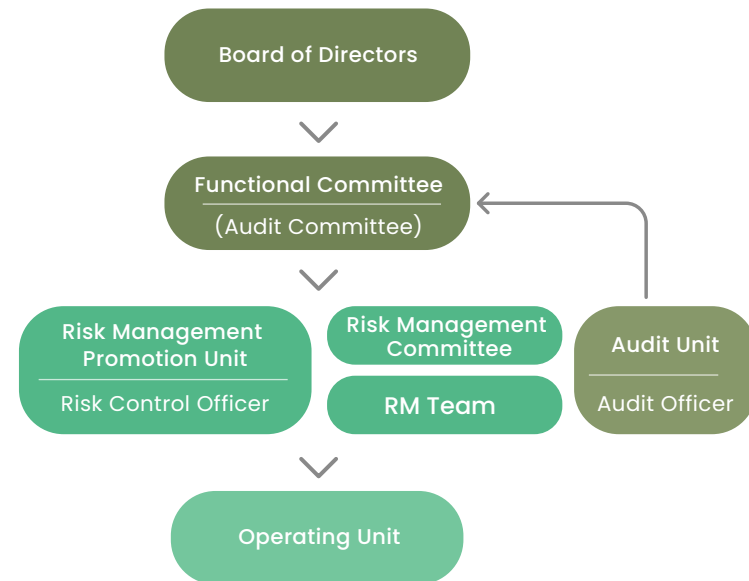 Board of Directors
Functional Committee
(Audit Committee)
Risk Management
Promotion Unit
Risk Control Officer
Risk Management
Committee
RM Team
Audit Unit
Audit Officer
Operating Unit